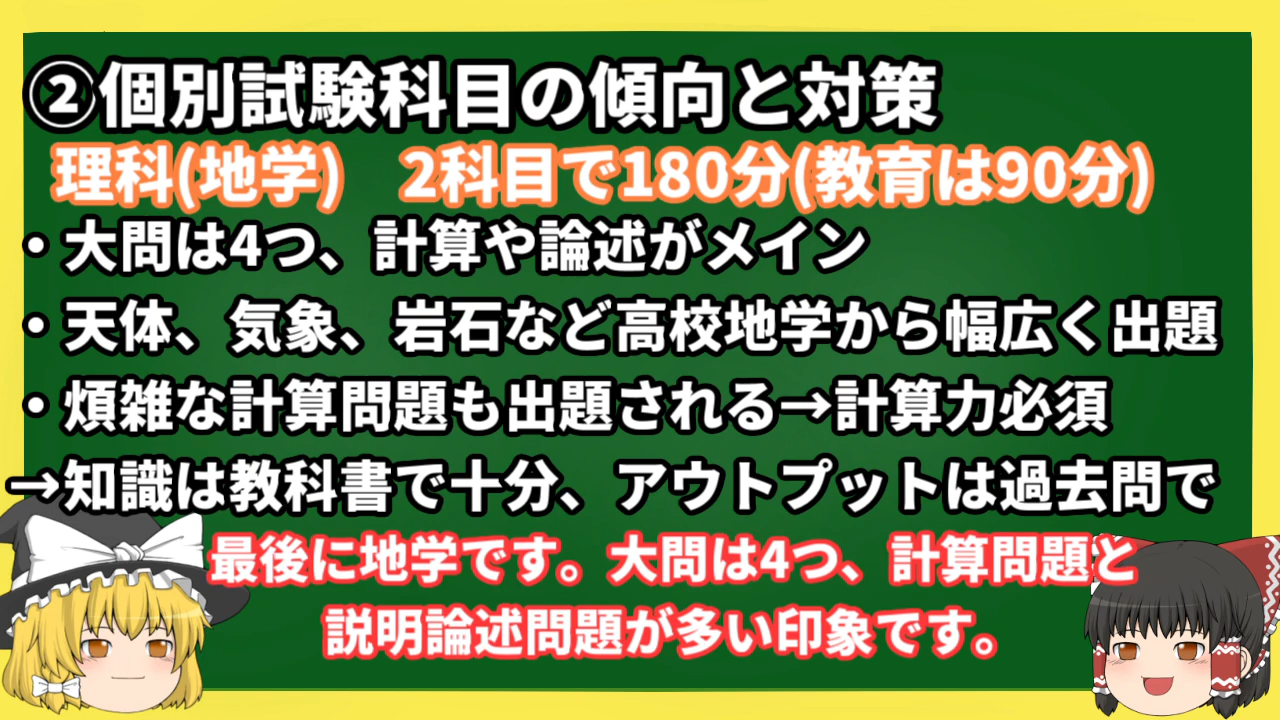 ②個別試験科目の傾向と対策
理科(地学)　2科目で180分(教育は90分)
・大問は4つ、計算や論述がメイン
・天体、気象、岩石など高校地学から幅広く出題
・煩雑な計算問題も出題される→計算力必須
→知識は教科書で十分、アウトプットは過去問で
最後に地学です。大問は4つ、計算問題と
説明論述問題が多い印象です。